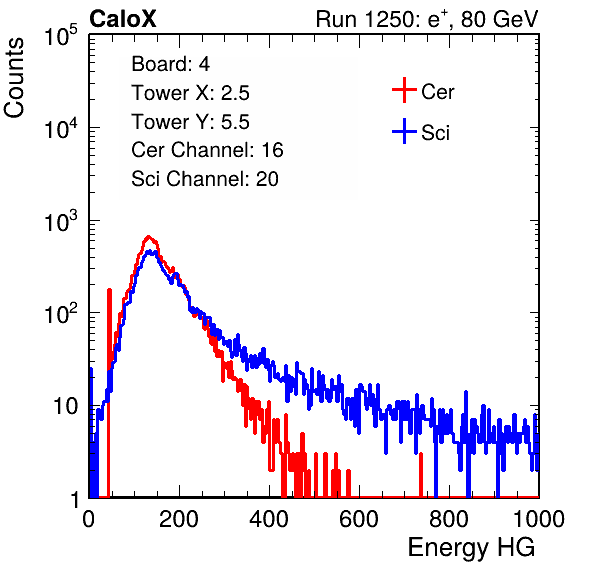 CaloX Run 1250: e⁺, 80 GeV
Counts
Board: 4
Tower X: 2.5
Tower Y: 5.5
Cer Channel: 16
Sci Channel: 20
Cer
Sci
10⁵
10⁴
10³
10²
10
1
0 200 400 600 800 1000
Energy HG